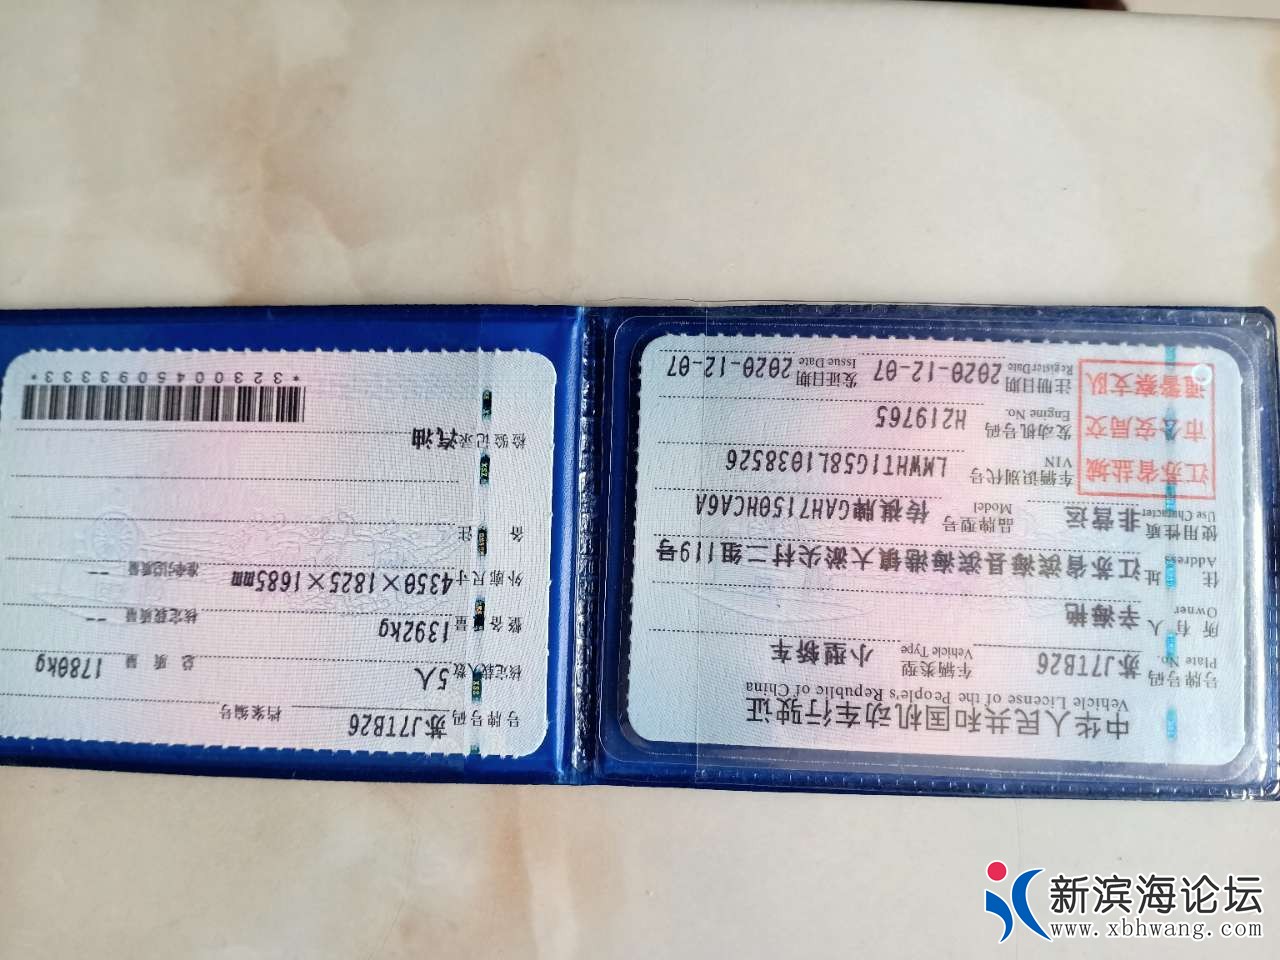 中华人民共和国机动车行驶证
Vehicle License of the People's Republic of China
号牌号码 苏J7TB26 车辆类型 小型轿车
Plate No. Vehicle Type
所有人 辛海艳
Owner
住址 江苏省滨海县滨海港镇大淤尖村二组119号
Address
使用性质 非营运 品牌型号 传祺牌GAH7150HCA6A
Use Character Model
江苏省盐城
市公安局交
通警察支队
车辆识别代号 LMWHT1G58L1038526
VIN
发动机号码 H219765
Engine No.
注册日期 2020-12-07 发证日期 2020-12-07
Register Date Issue Date
号牌号码 苏J7TB26 档案编号
核定载人数 5人 总质量 1780kg
整备质量 1392kg 核定载质量 --
外廓尺寸 4350×1825×1685mm 准牵引总质量 --
备注
检验记录 汽油
*3230045093333*
新滨海论坛
www.xbhwang.com